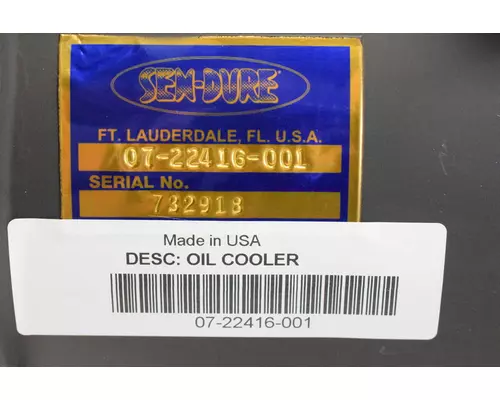 SEN-DURE
FT. LAUDERDALE, FL. U.S.A.
07-22416-001
SERIAL No.
732918
Made in USA
DESC: OIL COOLER
07-22416-001